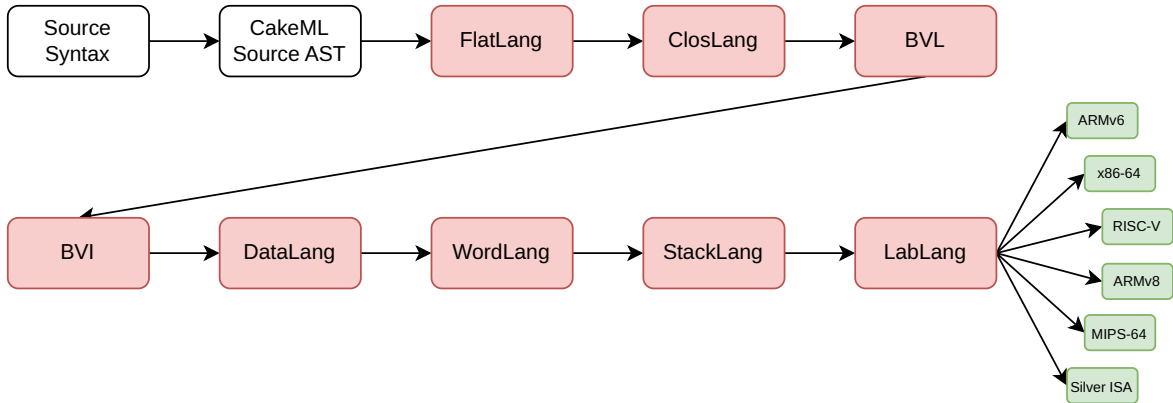 Source
Syntax
CakeML
Source AST
FlatLang
ClosLang
BVL
BVI
DataLang
WordLang
StackLang
LabLang
ARMv6
x86-64
RISC-V
ARMv8
MIPS-64
Silver ISA